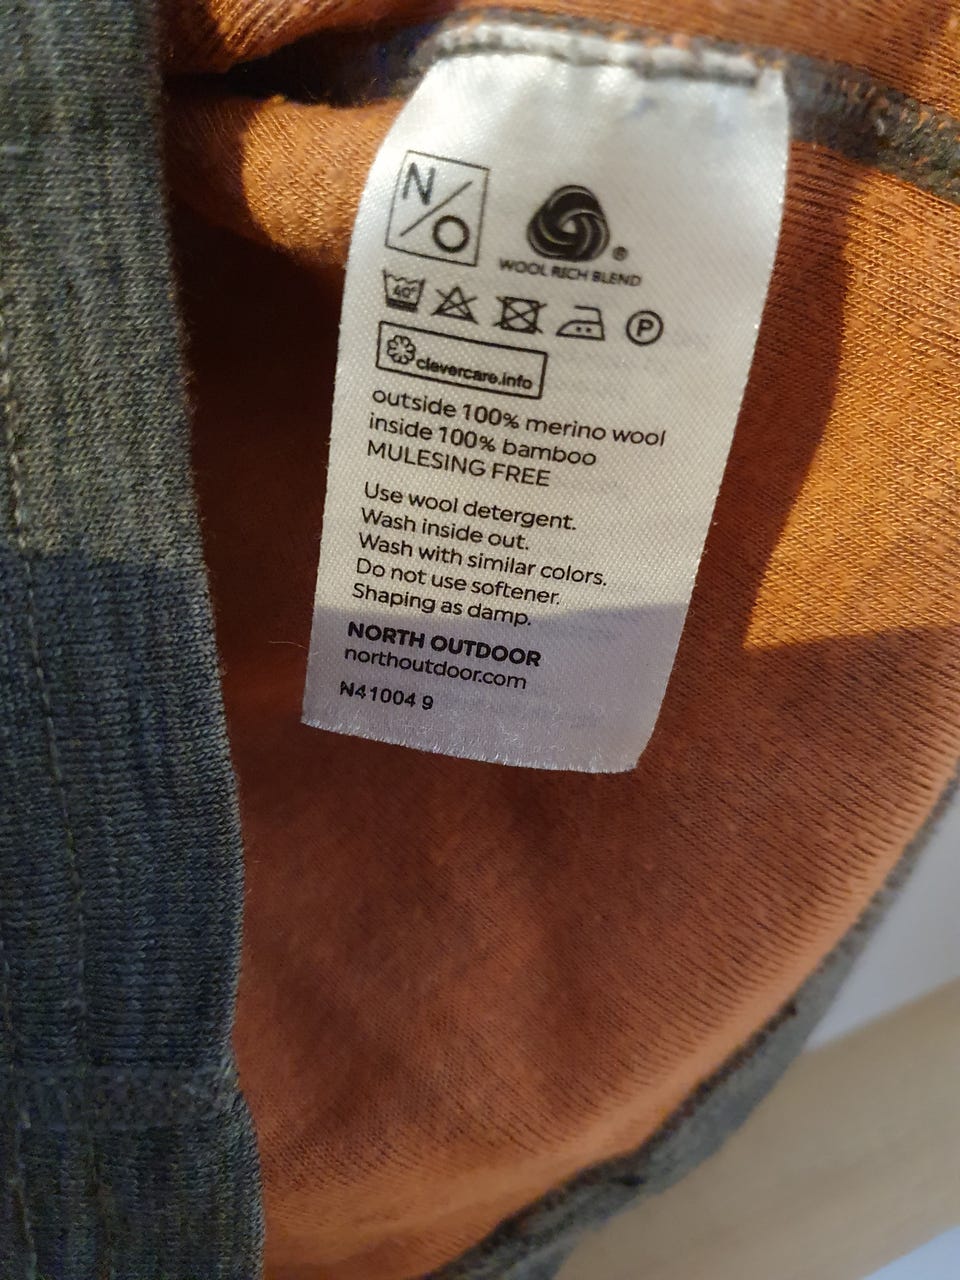 N/O
WOOL RICH BLEND ®
40° P
clevercare.info
outside 100% merino wool
inside 100% bamboo
MULESING FREE
Use wool detergent.
Wash inside out.
Wash with similar colors.
Do not use softener.
Shaping as damp.
NORTH OUTDOOR
northoutdoor.com
N41004 9